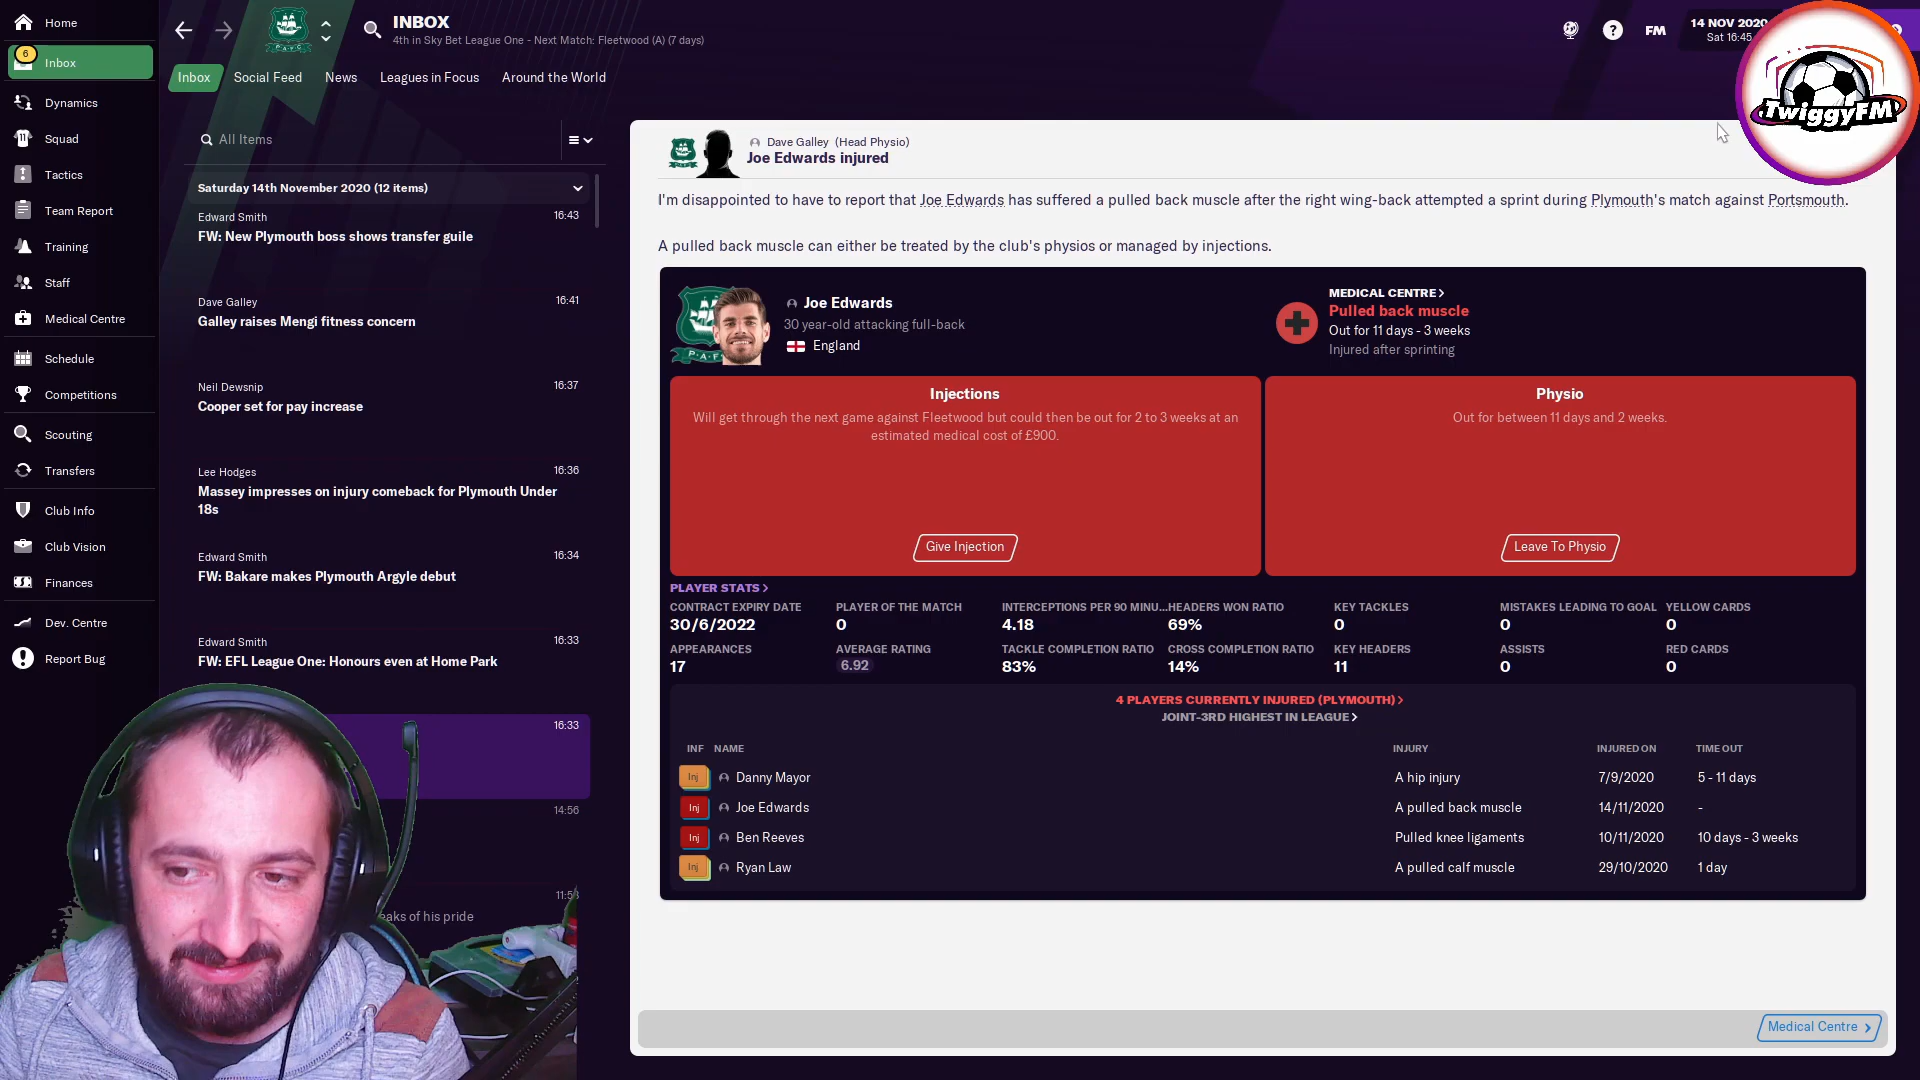 Home
6
Inbox
Dynamics
Squad
Tactics
Team Report
Training
Staff
Medical Centre
Schedule
Competitions
Scouting
Transfers
Club Info
Club Vision
Finances
Dev. Centre
Report Bug
INBOX
4th in Sky Bet League One - Next Match: Fleetwood (A) (7 days)
FM
14 NOV 2020
Sat 16:45
TwiggyFM
Inbox
Social Feed
News
Leagues in Focus
Around the World
All Items
Saturday 14th November 2020 (12 items)
Edward Smith
16:43
FW: New Plymouth boss shows transfer guile
Dave Galley
16:41
Galley raises Mengi fitness concern
Neil Dewsnip
16:37
Cooper set for pay increase
Lee Hodges
16:36
Massey impresses on injury comeback for Plymouth Under
18s
Edward Smith
16:34
FW: Bakare makes Plymouth Argyle debut
Edward Smith
16:33
FW: EFL League One: Honours even at Home Park
16:33
14:56
11:53
of his pride
Dave Galley (Head Physio)
Joe Edwards injured
I'm disappointed to have to report that Joe Edwards has suffered a pulled back muscle after the right wing-back attempted a sprint during Plymouth's match against Portsmouth.
A pulled back muscle can either be treated by the club's physios or managed by injections.
Joe Edwards
30 year-old attacking full-back
England
MEDICAL CENTRE >
Pulled back muscle
Out for 11 days - 3 weeks
Injured after sprinting
Injections
Will get through the next game against Fleetwood but could then be out for 2 to 3 weeks at an
estimated medical cost of £900.
Give Injection
Physio
Out for between 11 days and 2 weeks.
Leave To Physio
PLAYER STATS >
CONTRACT EXPIRY DATE
PLAYER OF THE MATCH
INTERCEPTIONS PER 90 MINU...
HEADERS WON RATIO
KEY TACKLES
MISTAKES LEADING TO GOAL
YELLOW CARDS
30/6/2022
0
4.18
69%
0
0
0
APPEARANCES
AVERAGE RATING
TACKLE COMPLETION RATIO
CROSS COMPLETION RATIO
KEY HEADERS
ASSISTS
RED CARDS
17
6.92
83%
14%
11
0
0
4 PLAYERS CURRENTLY INJURED (PLYMOUTH) >
JOINT-3RD HIGHEST IN LEAGUE >
INF NAME INJURY INJURED ON TIME OUT
Inj Danny Mayor A hip injury 7/9/2020 5 - 11 days
Inj Joe Edwards A pulled back muscle 14/11/2020 -
Inj Ben Reeves Pulled knee ligaments 10/11/2020 10 days - 3 weeks
Inj Ryan Law A pulled calf muscle 29/10/2020 1 day
Medical Centre >